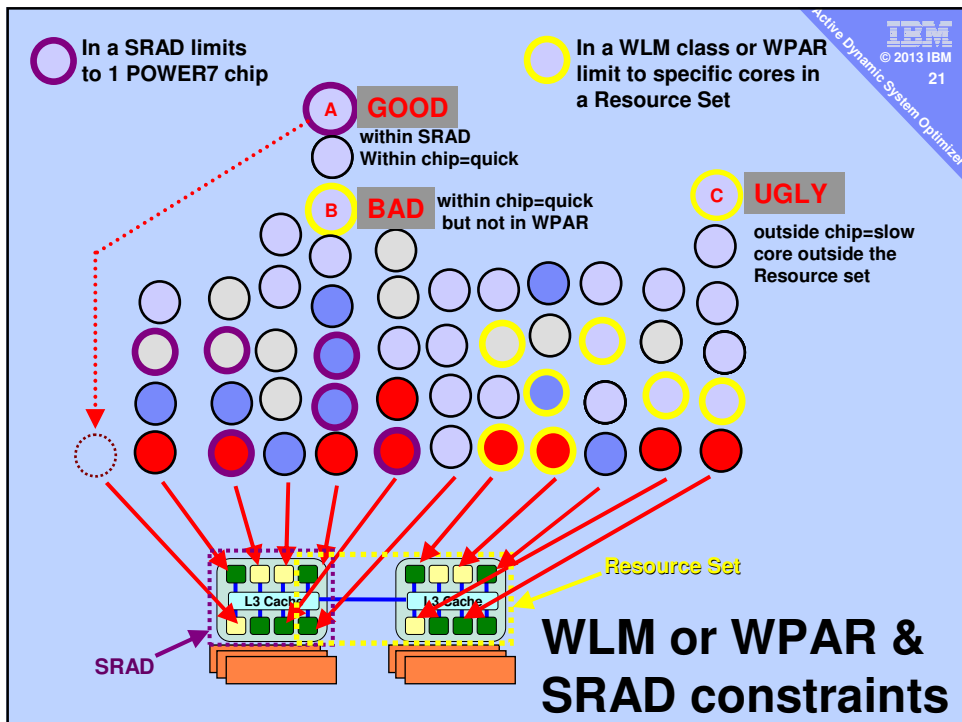 In a SRAD limits
to 1 POWER7 chip
In a WLM class or WPAR
limit to specific cores in
a Resource Set
Active Dynamic System Optimizer
IBM
© 2013 IBM
21
A
GOOD
within SRAD
Within chip=quick
B
BAD
within chip=quick
but not in WPAR
C
UGLY
outside chip=slow
core outside the
Resource set
L3 Cache
L3 Cache
Resource Set
SRAD
WLM or WPAR &
SRAD constraints